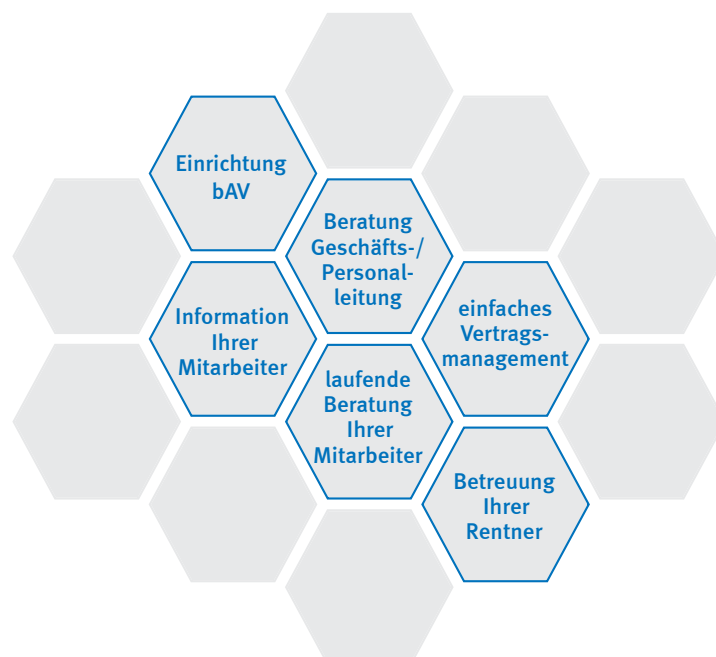 Einrichtung
bAV
Beratung
Geschäfts-/
Personal-
leitung
Information
Ihrer
Mitarbeiter
einfaches
Vertrags-
management
laufende
Beratung
Ihrer
Mitarbeiter
Betreuung
Ihrer
Rentner